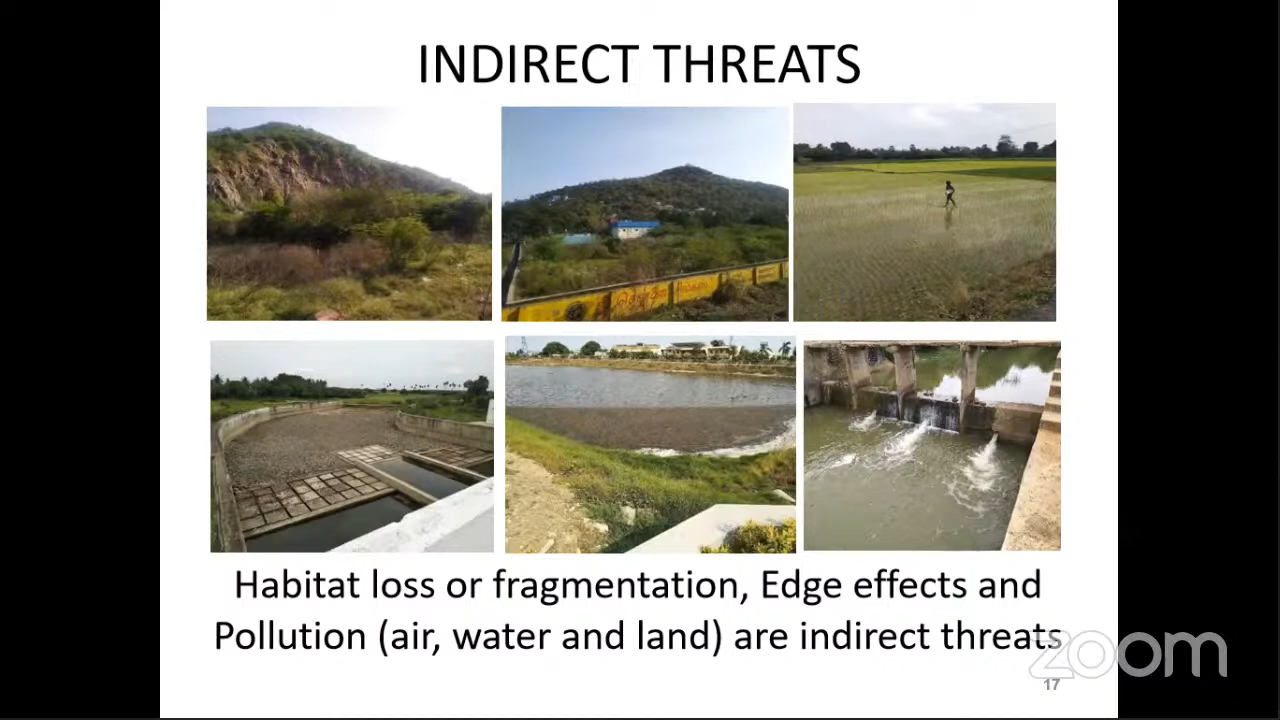 INDIRECT THREATS
Habitat loss or fragmentation, Edge effects and
Pollution (air, water and land) are indirect threats
zoom
17